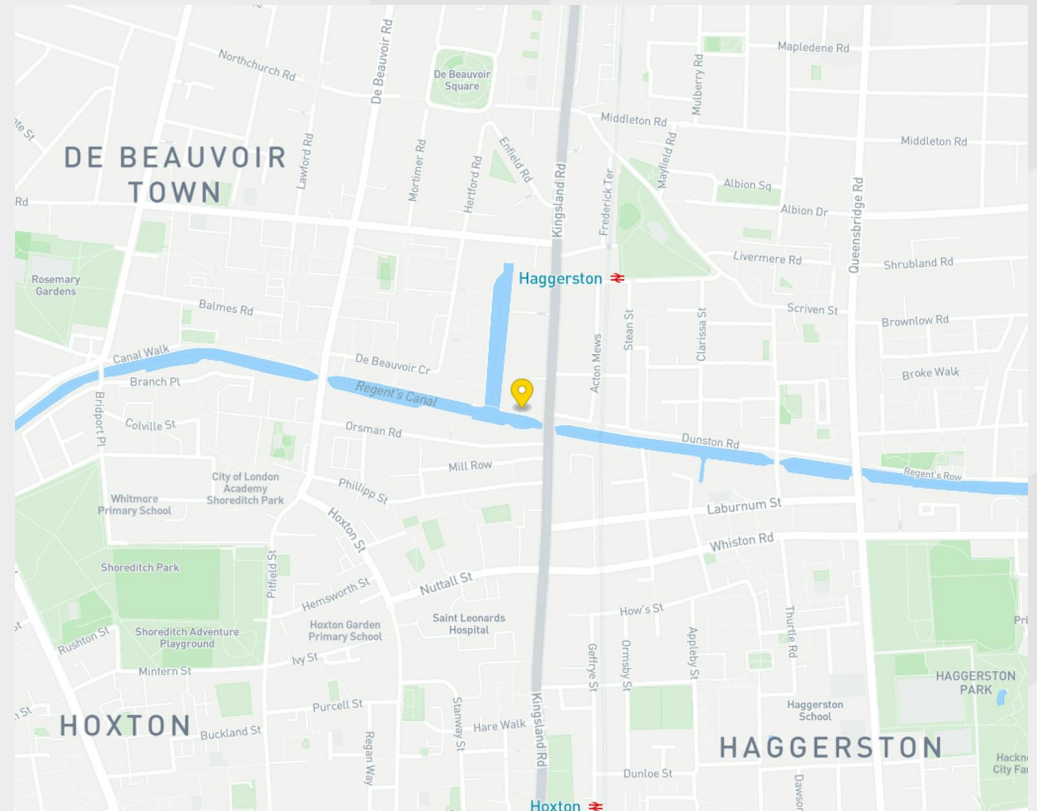 Northchurch Rd
De Beauvoir Rd
De Beauvoir
Square
Mapledene Rd
Mulberry Rd
Middleton Rd
Middleton Rd
DE BEAUVOIR
TOWN
Lawford Rd
Mortimer Rd
Hertford Rd
Enfield Rd
Kingsland Rd
Frederick Ter
Mayfield Rd
Albion Sq
Albion Dr
Queensbridge Rd
Rd
Rosemary
Gardens
Haggerston
Livermere Rd
Shrubland Rd
Balmes Rd
Stean St
Clarissa St
Scriven St
Brownlow Rd
Canal Walk
De Beauvoir Cr
Acton Mews
Broke Walk
Branch Pl
Regent's Canal
Bridport Pl
Colville St
Orsman Rd
Dunston Rd
Mill Row
Regent's Row
City of London
Academy
Shoreditch Park
Whitmore
Primary School
Phillipp St
Laburnum St
Hoxton St
Whiston Rd
Shoreditch Park
Pitfield St
Nuttall St
Hemsworth St
How's St
Saint Leonards
Hospital
Hoxton Garden
Primary School
Thurtle Rd
Rushton St
Shoreditch Adventure
Playground
Ivy St
Geffrye St
Ormsby St
Appleby St
Mintern St
HAGGERSTON
PARK
Purcell St
Haggerston
School
HOXTON
Buckland St
Stanway St
Hare Walk
Kingsland Rd
HAGGERSTON
Regan Way
Dunloe St
City
Hoxton